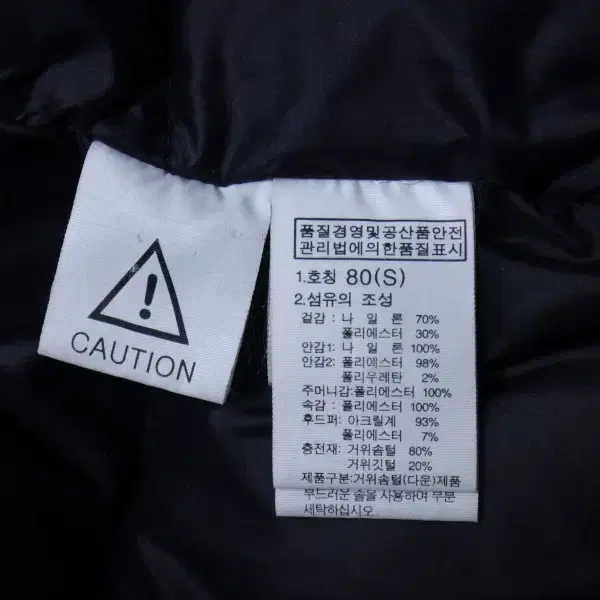 CAUTION
품질경영및공산품안전
관리법에의한품질표시
1.호칭 80(S)
2.섬유의 조성
겉감: 나 일 론 70%
폴리에스터 30%
안감1: 나 일 론 100%
안감2: 폴리에스터 98%
폴리우레탄 2%
주머니감:폴리에스터 100%
속감 : 폴리에스터 100%
후드퍼: 아크릴계 93%
폴리에스터 7%
충전재: 거위솜털 80%
거위깃털 20%
제품구분:거위솜털(다운)제품
부드러운 솔을 사용하여 부분
세탁하십시오.